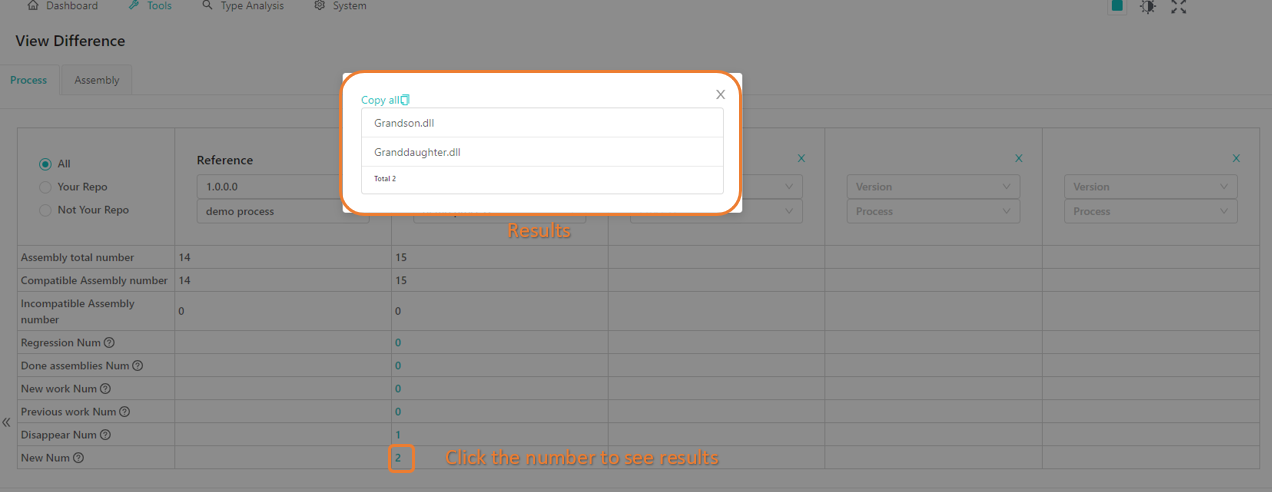 Dashboard Tools Type Analysis System
View Difference
Process Assembly
Copy all
Grandson.dll
Granddaughter.dll
Total 2
Results
All
Your Repo
Not Your Repo
Reference
1.0.0.0 Version Version
demo process Process Process
Assembly total number 14 15
Compatible Assembly number 14 15
Incompatible Assembly
number 0 0
Regression Num 0
Done assemblies Num 0
New work Num 0
Previous work Num 0
Disappear Num 1
New Num 2 Click the number to see results